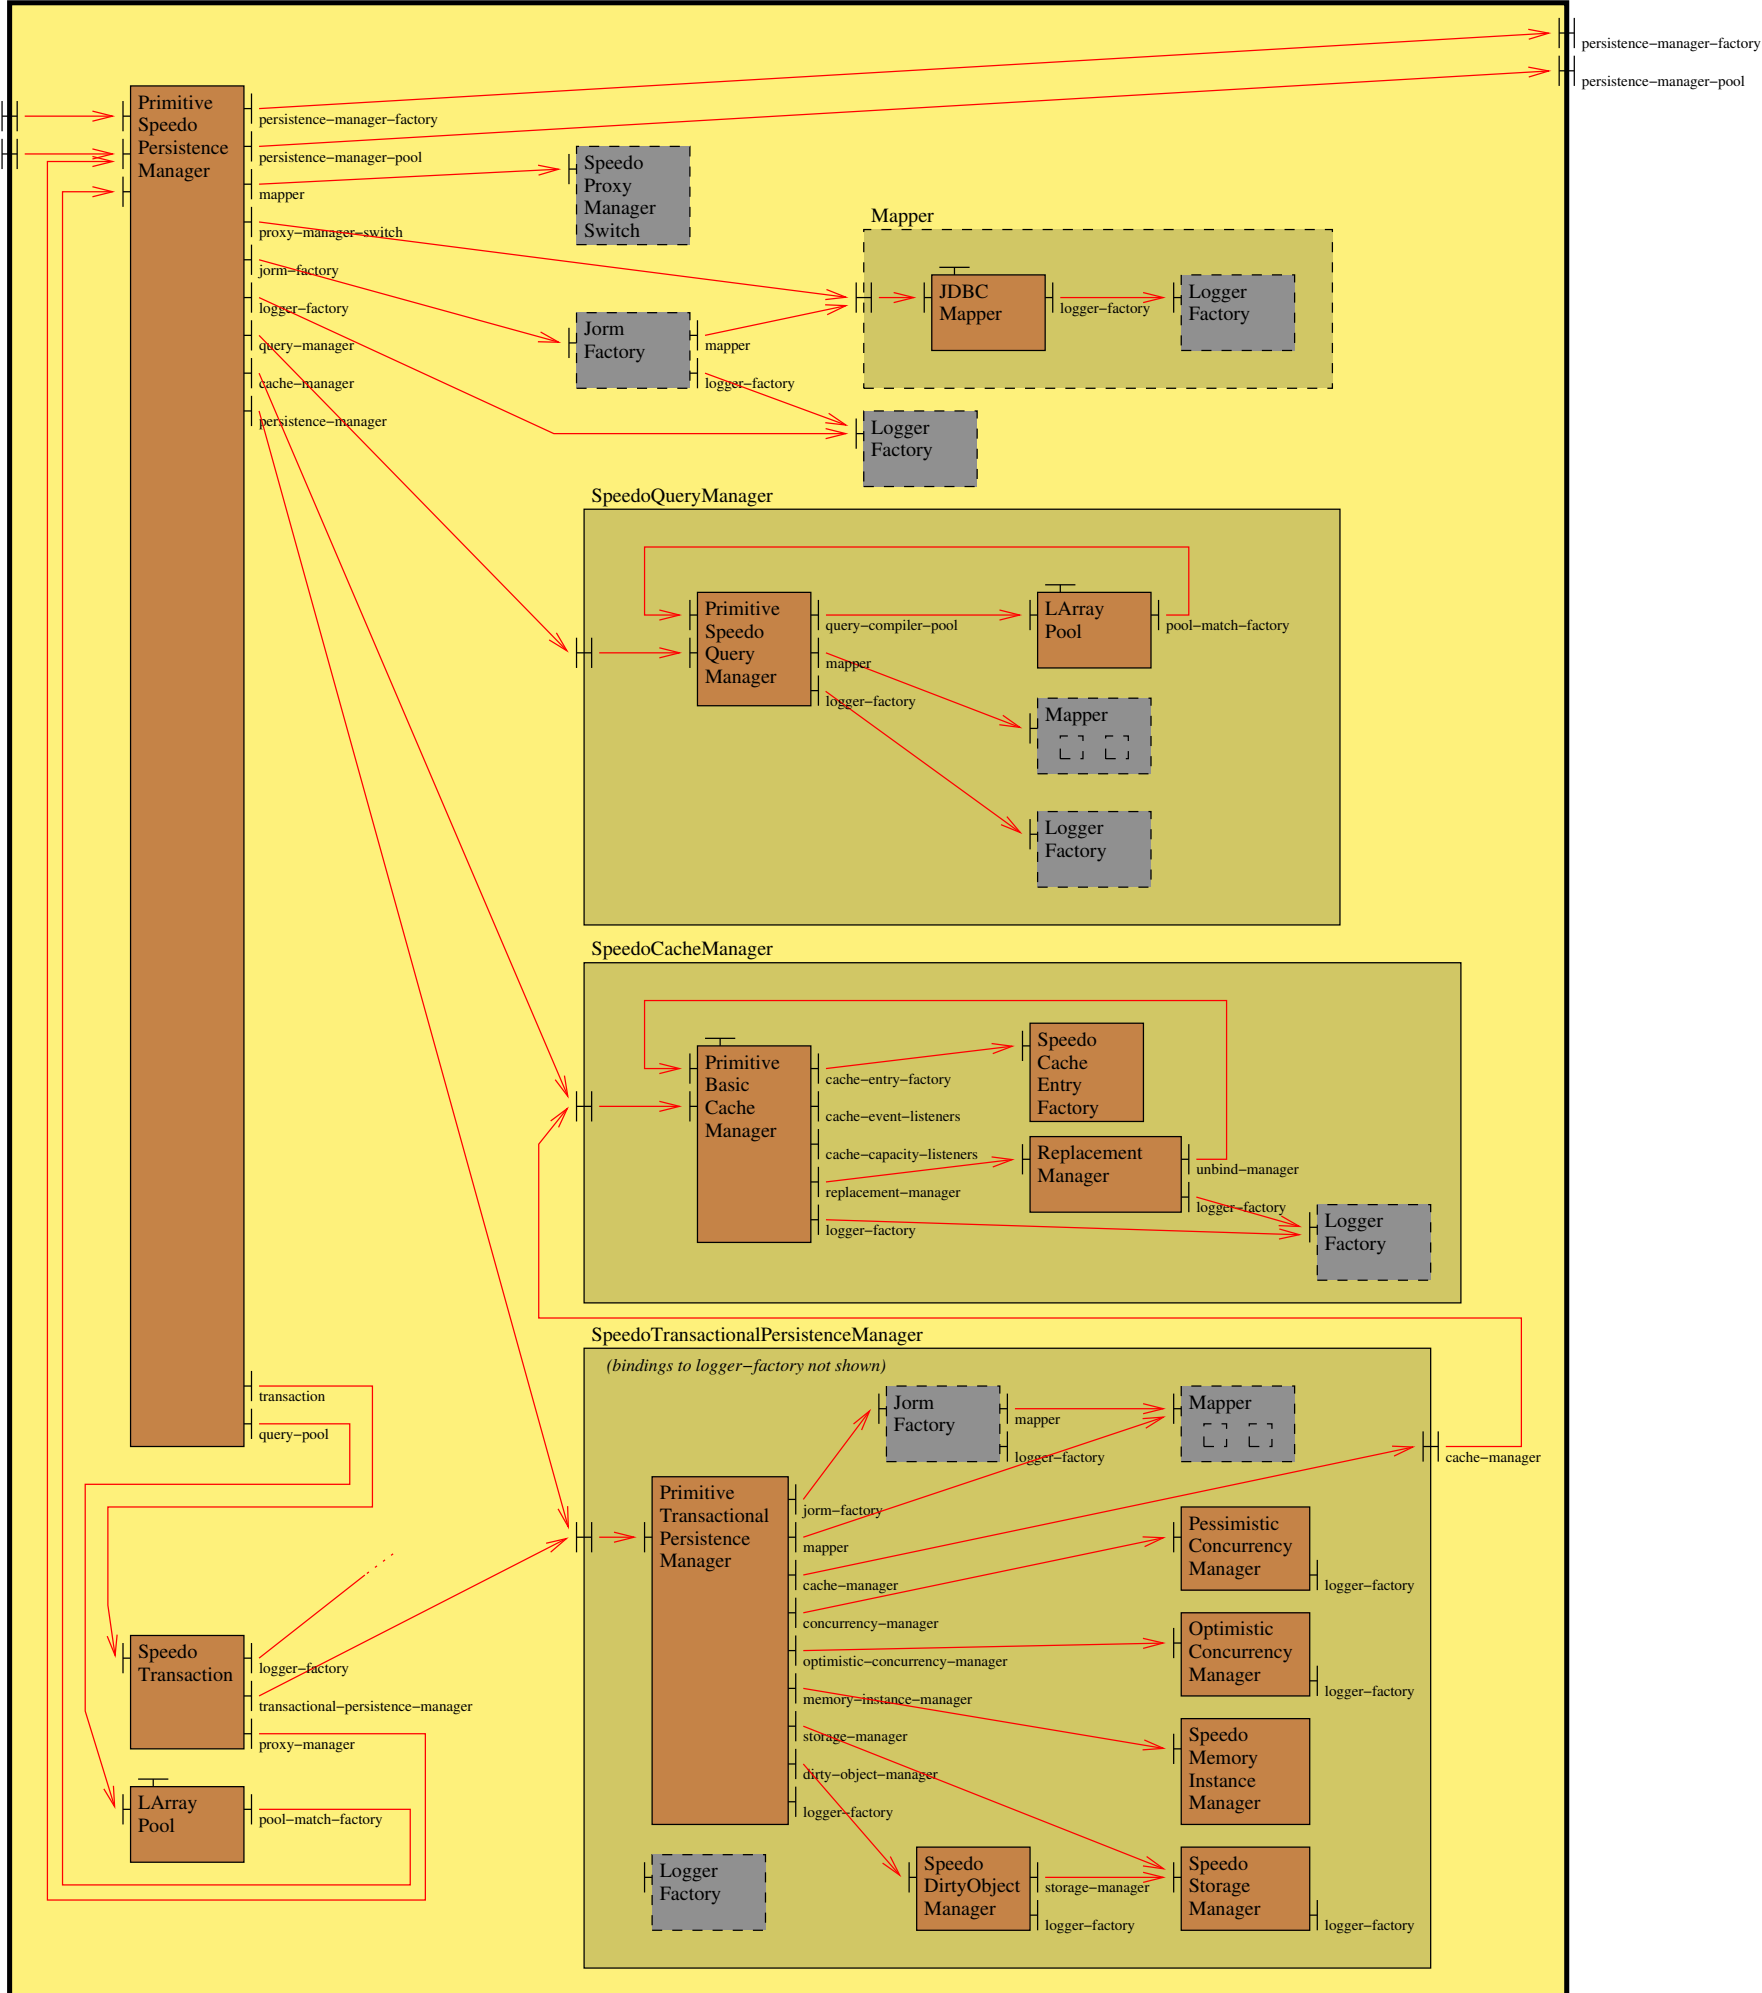 persistence−manager−factory
persistence−manager−pool
Primitive
Speedo
Persistence
Manager
persistence−manager−factory
persistence−manager−pool
mapper
proxy−manager−switch
jorm−factory
logger−factory
query−manager
cache−manager
persistence−manager
Speedo
Proxy
Manager
Switch
Mapper
JDBC
Mapper
logger−factory
Logger
Factory
Jorm
Factory
mapper
logger−factory
Logger
Factory
SpeedoQueryManager
Primitive
Speedo
Query
Manager
query−compiler−pool
mapper
logger−factory
LArray
Pool
pool−match−factory
Mapper
Logger
Factory
SpeedoCacheManager
Primitive
Basic
Cache
Manager
cache−entry−factory
cache−event−listeners
cache−capacity−listeners
replacement−manager
logger−factory
Speedo
Cache
Entry
Factory
Replacement
Manager
unbind−manager
logger−factory
Logger
Factory
transaction
query−pool
SpeedoTransactionalPersistenceManager
(bindings to logger−factory not shown)
Jorm
Factory
mapper
logger−factory
Mapper
cache−manager
Primitive
Transactional
Persistence
Manager
jorm−factory
mapper
cache−manager
concurrency−manager
optimistic−concurrency−manager
memory−instance−manager
storage−manager
dirty−object−manager
logger−factory
Pessimistic
Concurrency
Manager
logger−factory
Optimistic
Concurrency
Manager
logger−factory
Speedo
Memory
Instance
Manager
Speedo
Transaction
logger−factory
transactional−persistence−manager
proxy−manager
LArray
Pool
pool−match−factory
Logger
Factory
Speedo
DirtyObject
Manager
storage−manager
logger−factory
Speedo
Storage
Manager
logger−factory